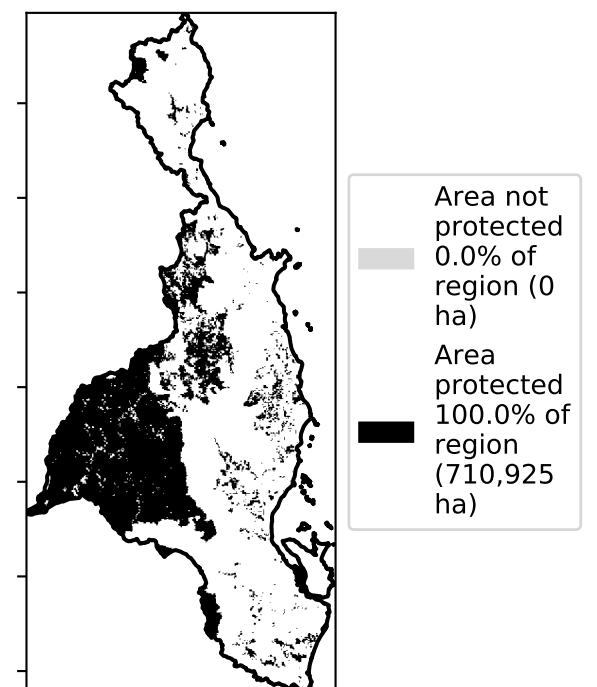 Area not
protected
0.0% of
region (0
ha)
Area
protected
100.0% of
region
(710,925
ha)